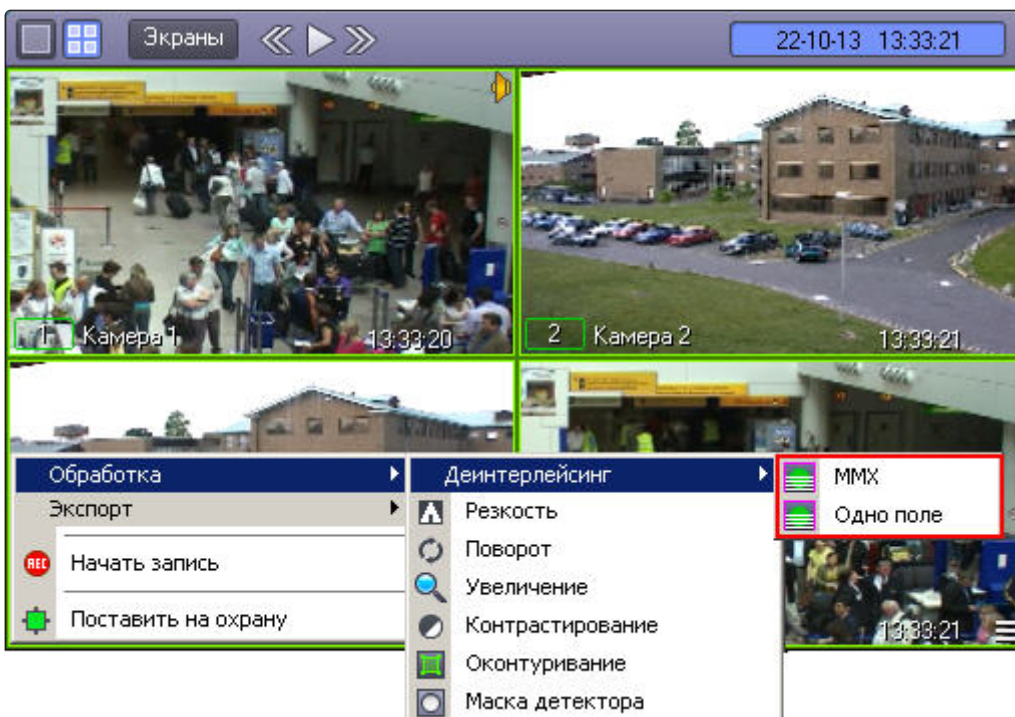 Экраны 22-10-13 13:33:21
1 Камера 1 13:33:20
2 Камера 2 13:33:21
Обработка
Экспорт
REC Начать запись
Поставить на охрану
Деинтерлейсинг
Резкость
Поворот
Увеличение
Контрастирование
Оконтуривание
Маска детектора
MMX
Одно поле
13:33:21